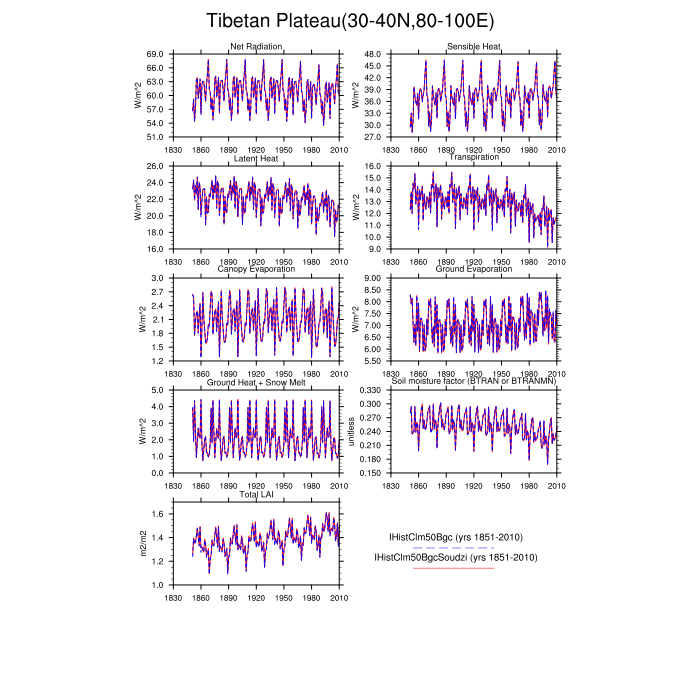 Tibetan Plateau(30-40N,80-100E)
Net Radiation
W/m^2
69.0
66.0
63.0
60.0
57.0
54.0
51.0
1830 1860 1890 1920 1950 1980 2010
Sensible Heat
W/m^2
48.0
45.0
42.0
39.0
36.0
33.0
30.0
27.0
1830 1860 1890 1920 1950 1980 2010
Latent Heat
W/m^2
26.0
24.0
22.0
20.0
18.0
16.0
1830 1860 1890 1920 1950 1980 2010
Transpiration
W/m^2
16.0
15.0
14.0
13.0
12.0
11.0
10.0
9.0
1830 1860 1890 1920 1950 1980 2010
Canopy Evaporation
W/m^2
3.0
2.7
2.4
2.1
1.8
1.5
1.2
1830 1860 1890 1920 1950 1980 2010
Ground Evaporation
W/m^2
9.00
8.50
8.00
7.50
7.00
6.50
6.00
5.50
1830 1860 1890 1920 1950 1980 2010
Ground Heat + Snow Melt
W/m^2
5.0
4.0
3.0
2.0
1.0
0.0
1830 1860 1890 1920 1950 1980 2010
Soil moisture factor (BTRAN or BTRANMN)
unitless
0.330
0.300
0.270
0.240
0.210
0.180
0.150
1830 1860 1890 1920 1950 1980 2010
Total LAI
m2/m2
1.6
1.4
1.2
1.0
1830 1860 1890 1920 1950 1980 2010
IHistClm50Bgc (yrs 1851-2010)
IHistClm50BgcSoudzi (yrs 1851-2010)